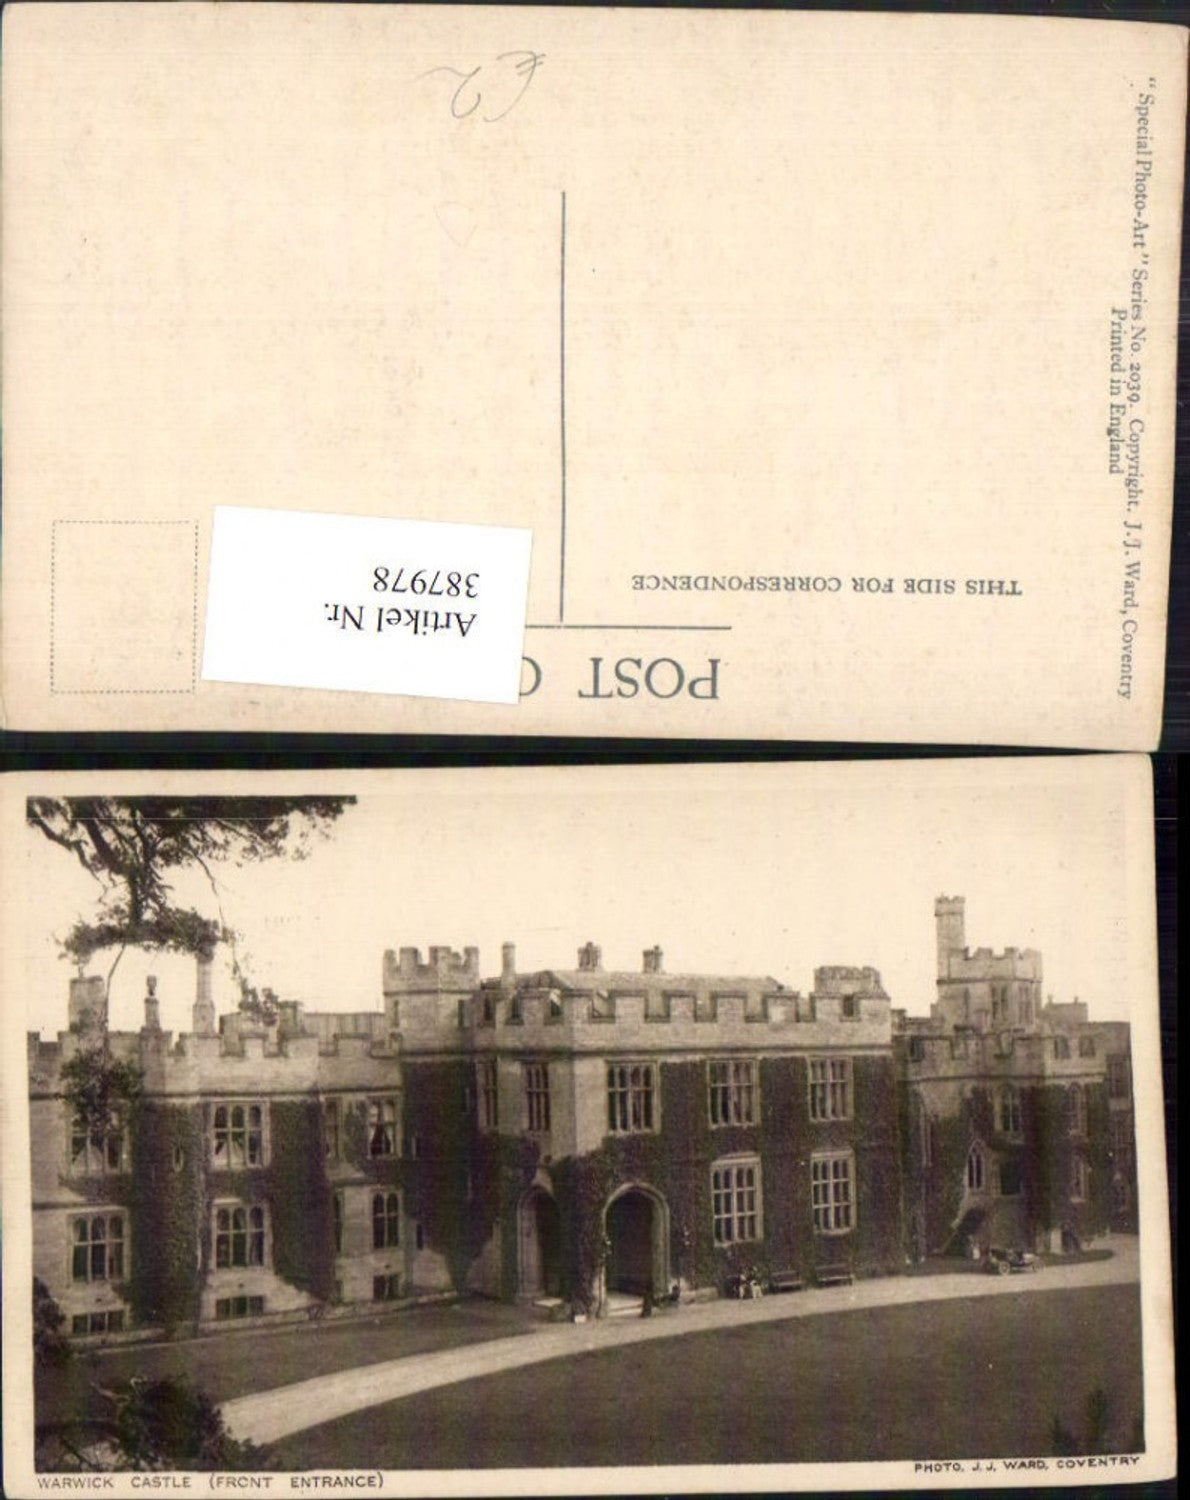 £2
"Special Photo-Art" Series No. 2039. Copyright. J. J. Ward, Coventry
Printed in England
THIS SIDE FOR CORRESPONDENCE
POST C
Artikel Nr.
387978
WARWICK CASTLE (FRONT ENTRANCE)
PHOTO. J. J. WARD, COVENTRY